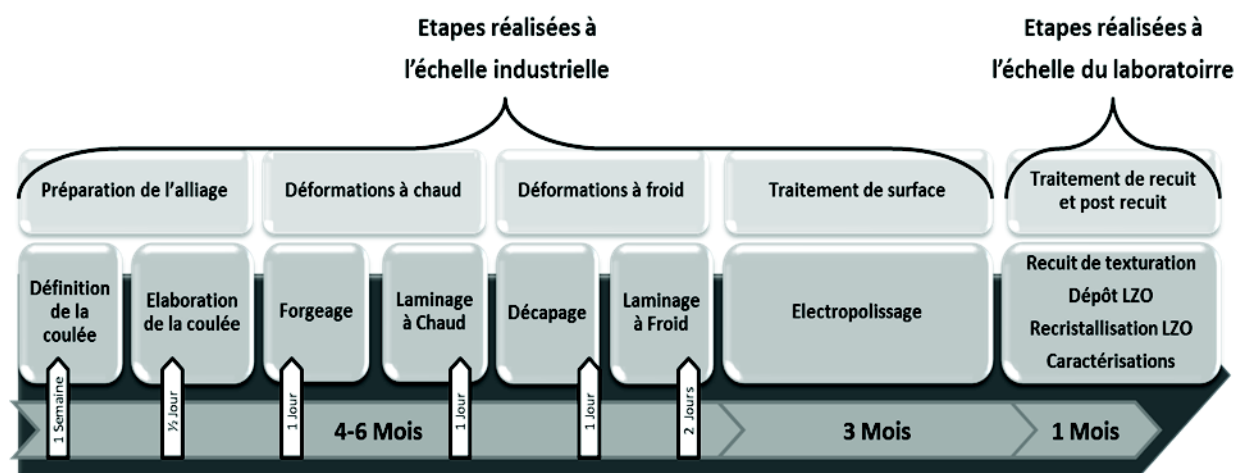 Etapes réalisées à
l'échelle industrielle
Etapes réalisées à
l'échelle du laboratoirre
Préparation de l'alliage
Déformations à chaud
Déformations à froid
Traitement de surface
Traitement de recuit
et post recuit
Définition
de la
coulée
Elaboration
de la coulée
Forgeage
Laminage
à Chaud
Décapage
Laminage
à Froid
Electropolissage
Recuit de texturation
Dépôt LZO
Recristallisation LZO
Caractérisations
1 Semaine
½ Jour
1 Jour
4-6 Mois
1 Jour
1 Jour
2 Jours
3 Mois
1 Mois